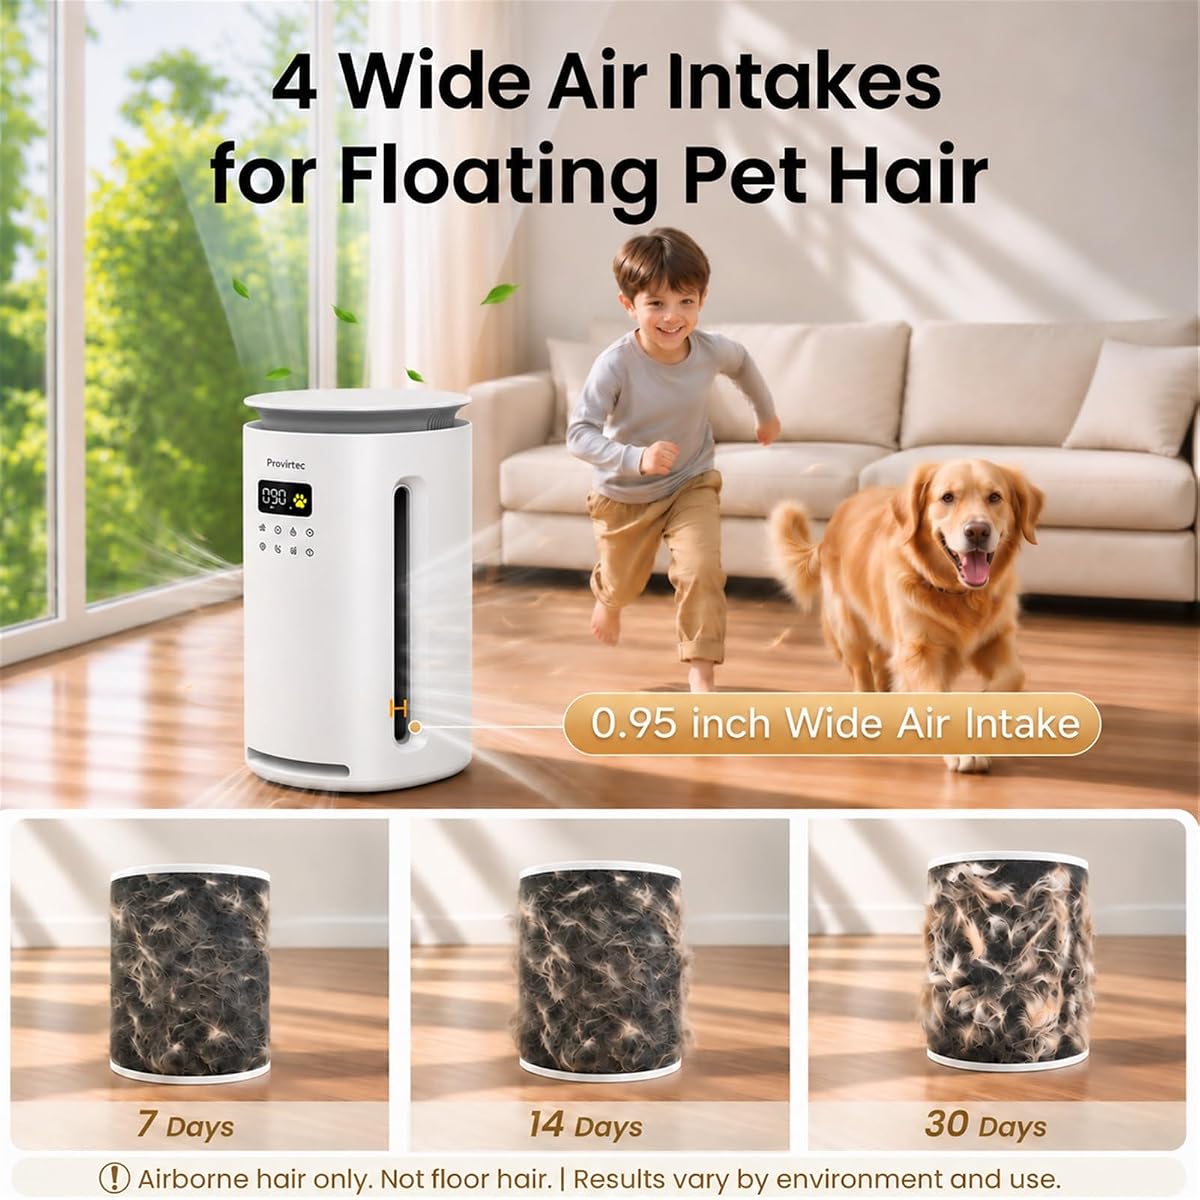 4 Wide Air Intakes
for Floating Pet Hair
Provirtec
090
0.95 inch Wide Air Intake
7 Days
14 Days
30 Days
Airborne hair only. Not floor hair. | Results vary by environment and use.